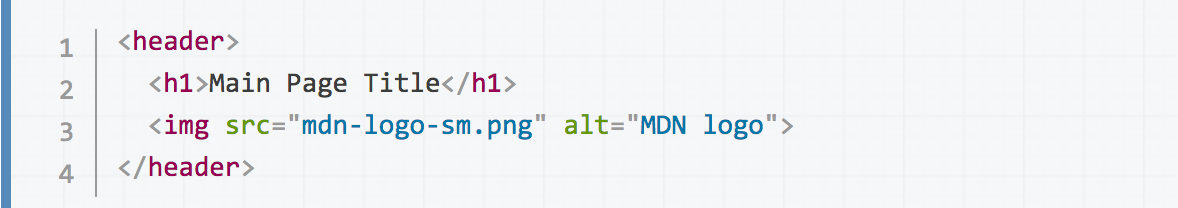 1 <header>
2   <h1>Main Page Title</h1>
3   <img src="mdn-logo-sm.png" alt="MDN logo">
4 </header>